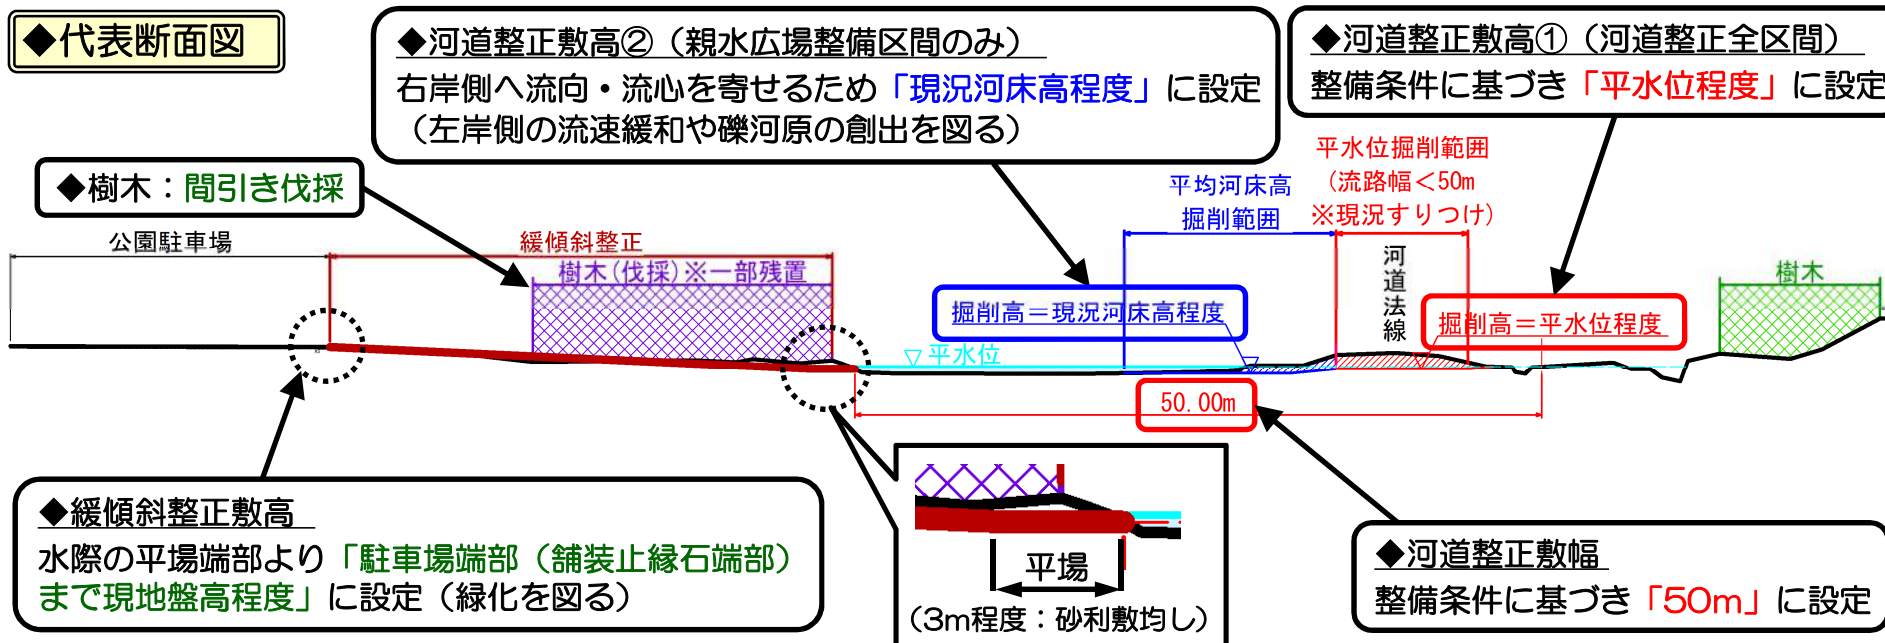 ◆代表断面図
◆河道整正敷高②（親水広場整備区間のみ）
右岸側へ流向・流心を寄せるため「現況河床高程度」に設定
（左岸側の流速緩和や礫河原の創出を図る）
◆河道整正敷高①（河道整正全区間）
整備条件に基づき「平水位程度」に設定
◆樹木：間引き伐採
平水位掘削範囲
（流路幅＜50m
※現況すりつけ）
平均河床高
掘削範囲
公園駐車場
緩傾斜整正
樹木(伐採)※一部残置
河道法線
樹木
掘削高＝現況河床高程度
掘削高＝平水位程度
▽平水位
50.00m
◆緩傾斜整正敷高
水際の平場端部より「駐車場端部（舗装止縁石端部）
まで現地盤高程度」に設定（緑化を図る）
平場
（3m程度：砂利敷均し）
◆河道整正敷幅
整備条件に基づき「50m」に設定